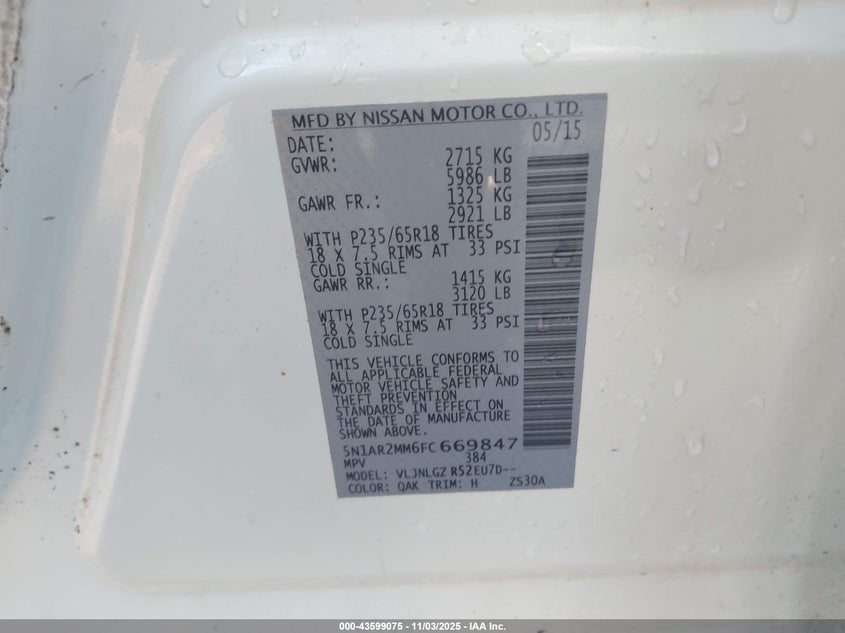 MFD BY NISSAN MOTOR CO., LTD.
DATE: 05/15
GVWR: 2715 KG
5986 LB
GAWR FR.: 1325 KG
2921 LB
WITH P235/65R18 TIRES
18 X 7.5 RIMS AT 33 PSI
COLD SINGLE
GAWR RR.: 1415 KG
3120 LB
WITH P235/65R18 TIRES
18 X 7.5 RIMS AT 33 PSI
COLD SINGLE
THIS VEHICLE CONFORMS TO
ALL APPLICABLE FEDERAL
MOTOR VEHICLE SAFETY AND
THEFT PREVENTION
STANDARDS IN EFFECT ON
THE DATE OF MANUFACTURE
SHOWN ABOVE.
5N1AR2MM6FC669847
MPV 384
MODEL: VLJNLGZ R52EU7D--
COLOR: QAK TRIM: H ZS30A
000-43599075 - 11/03/2025 - IAA Inc.